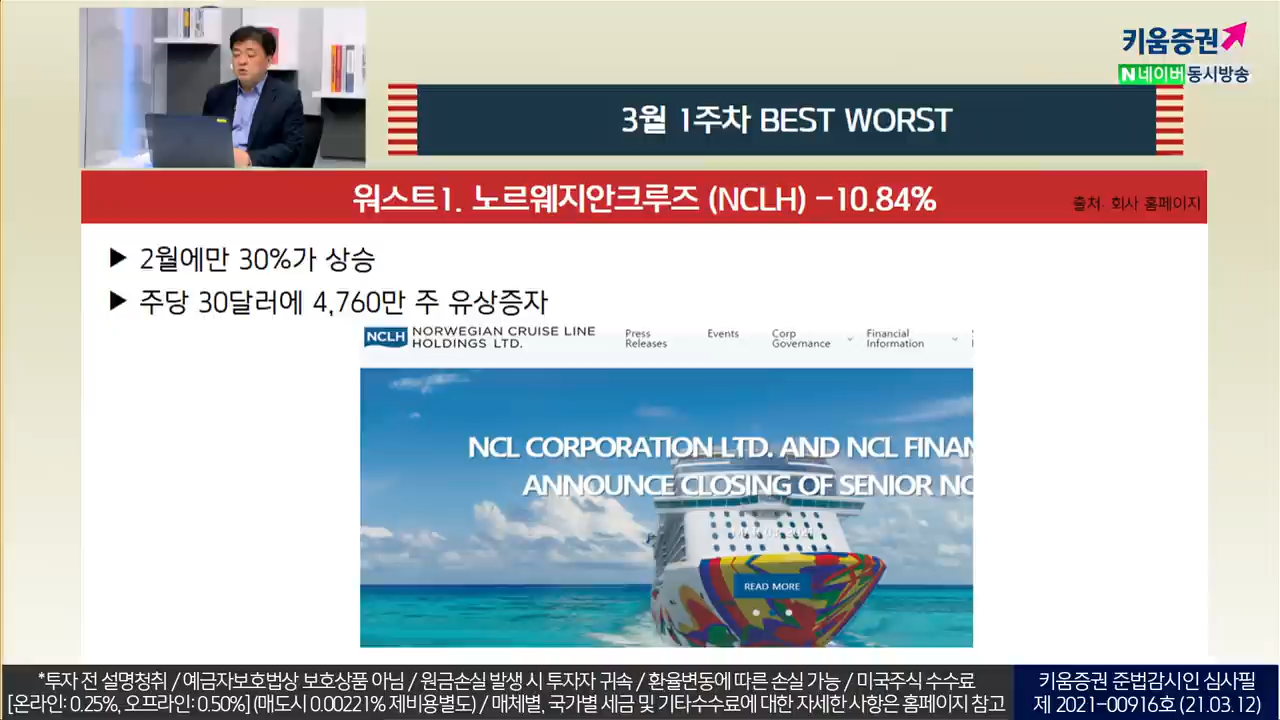 키움증권
N 네이버 동시방송
3월 1주차 BEST WORST
워스트1. 노르웨지안크루즈 (NCLH) -10.84%
출처: 회사 홈페이지
▶ 2월에만 30%가 상승
▶ 주당 30달러에 4,760만 주 유상증자
NCLH
NORWEGIAN CRUISE LINE
HOLDINGS LTD.
Press
Releases
Events
Corp
Governance
Financial
Information
NCL CORPORATION LTD. AND NCL FINAN
ANNOUNCE CLOSING OF SENIOR NO
READ MORE
*투자 전 설명청취 / 예금자보호법상 보호상품 아님 / 원금손실 발생 시 투자자 귀속 / 환율변동에 따른 손실 가능 / 미국주식 수수료
[온라인: 0.25%, 오프라인: 0.50%] (매도시 0.00221% 제비용별도) / 매체별, 국가별 세금 및 기타수수료에 대한 자세한 사항은 홈페이지 참고
키움증권 준법감시인 심사필
제 2021-00916호 (21.03.12)